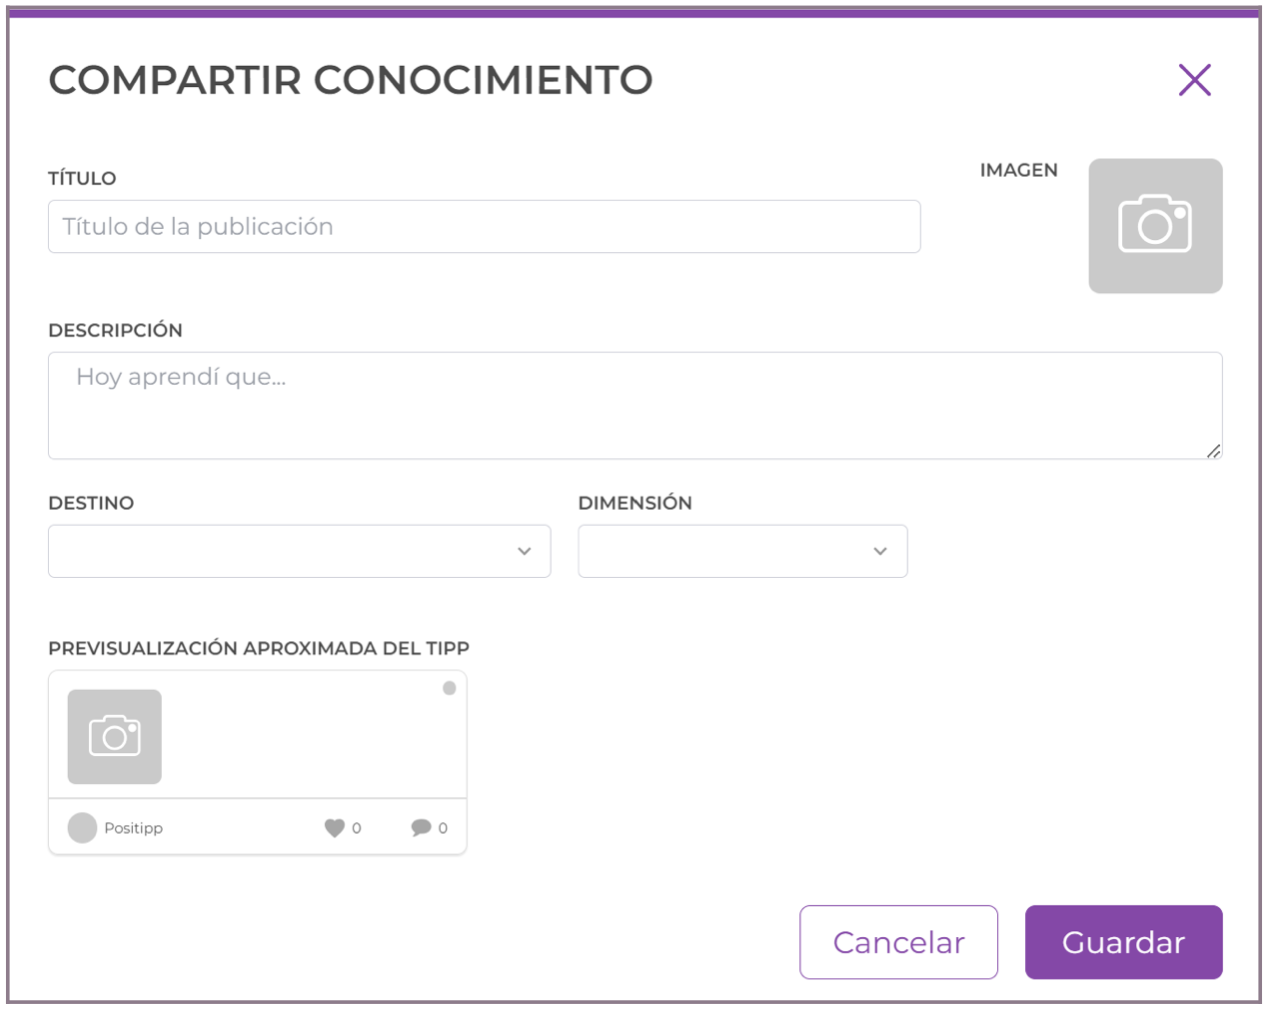 COMPARTIR CONOCIMIENTO
TÍTULO
IMAGEN
Título de la publicación
DESCRIPCIÓN
Hoy aprendí que...
DESTINO
DIMENSIÓN
PREVISUALIZACIÓN APROXIMADA DEL TIPP
Positipp 0 0
Cancelar
Guardar